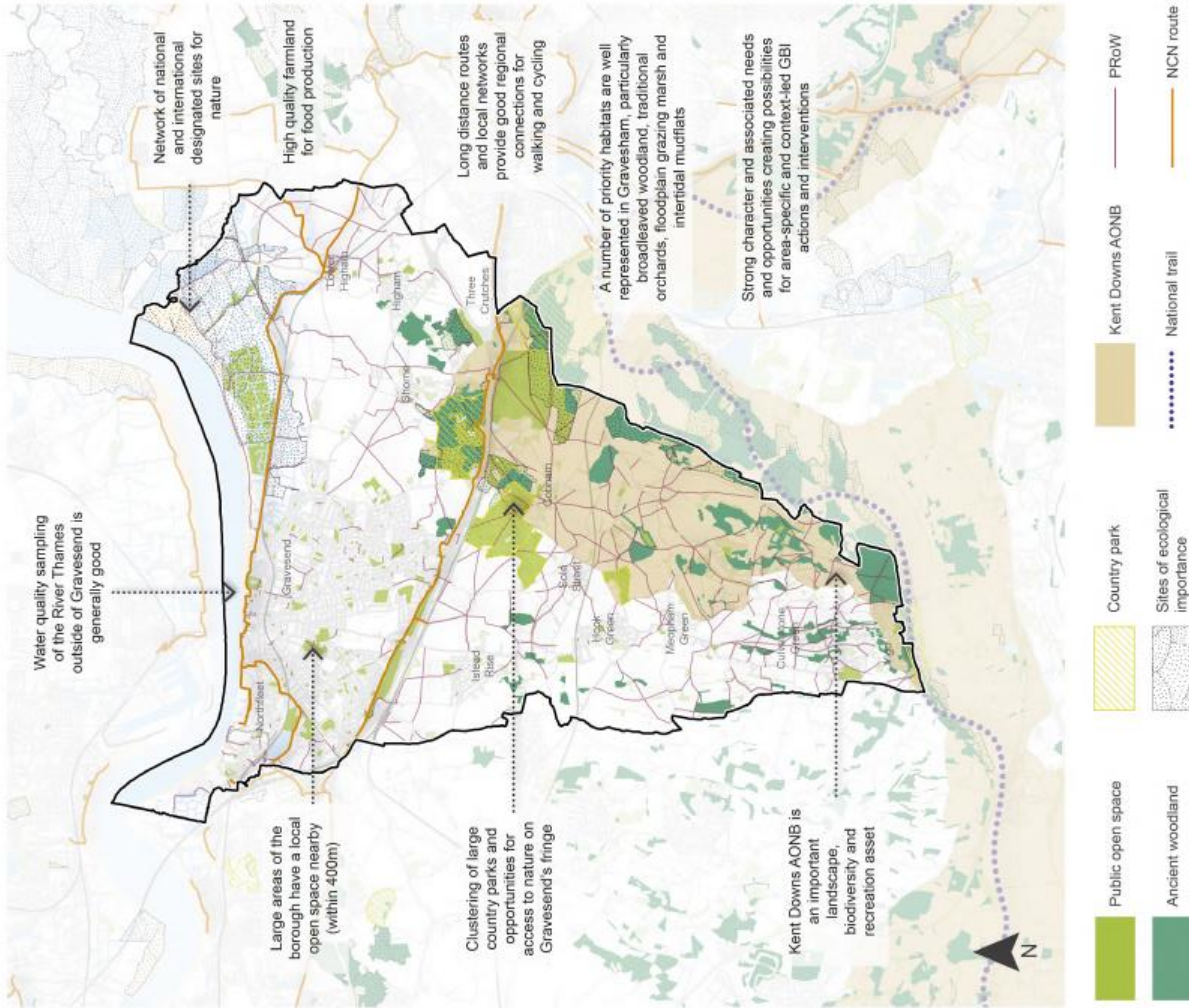 Water quality sampling
of the River Thames
outside of Gravesend is
generally good
Network of national
and international
designated sites for
nature
High quality farmland
for food production
Long distance routes
and local networks
provide good regional
connections for
walking and cycling
A number of priority habitats are well
represented in Gravesham, particularly
broadleaved woodland, traditional
orchards, floodplain grazing marsh and
intertidal mudflats
Strong character and associated needs
and opportunities creating possibilities
for area-specific and context-led GBI
actions and interventions
Large areas of the
borough have a local
open space nearby
(within 400m)
Clustering of large
country parks and
opportunities for
access to nature on
Gravesend's fringe
Kent Downs AONB is
an important
landscape,
biodiversity and
recreation asset
Northfleet
Gravesend
Lower
Higham
Higham
Three
Crutches
Shorne
Cobham
Sole
Street
Istead
Rise
Hook
Green
Meopham
Green
Culverstone
Green
N
Public open space
Country park
Kent Downs AONB
PRoW
Ancient woodland
Sites of ecological
importance
National trail
NCN route